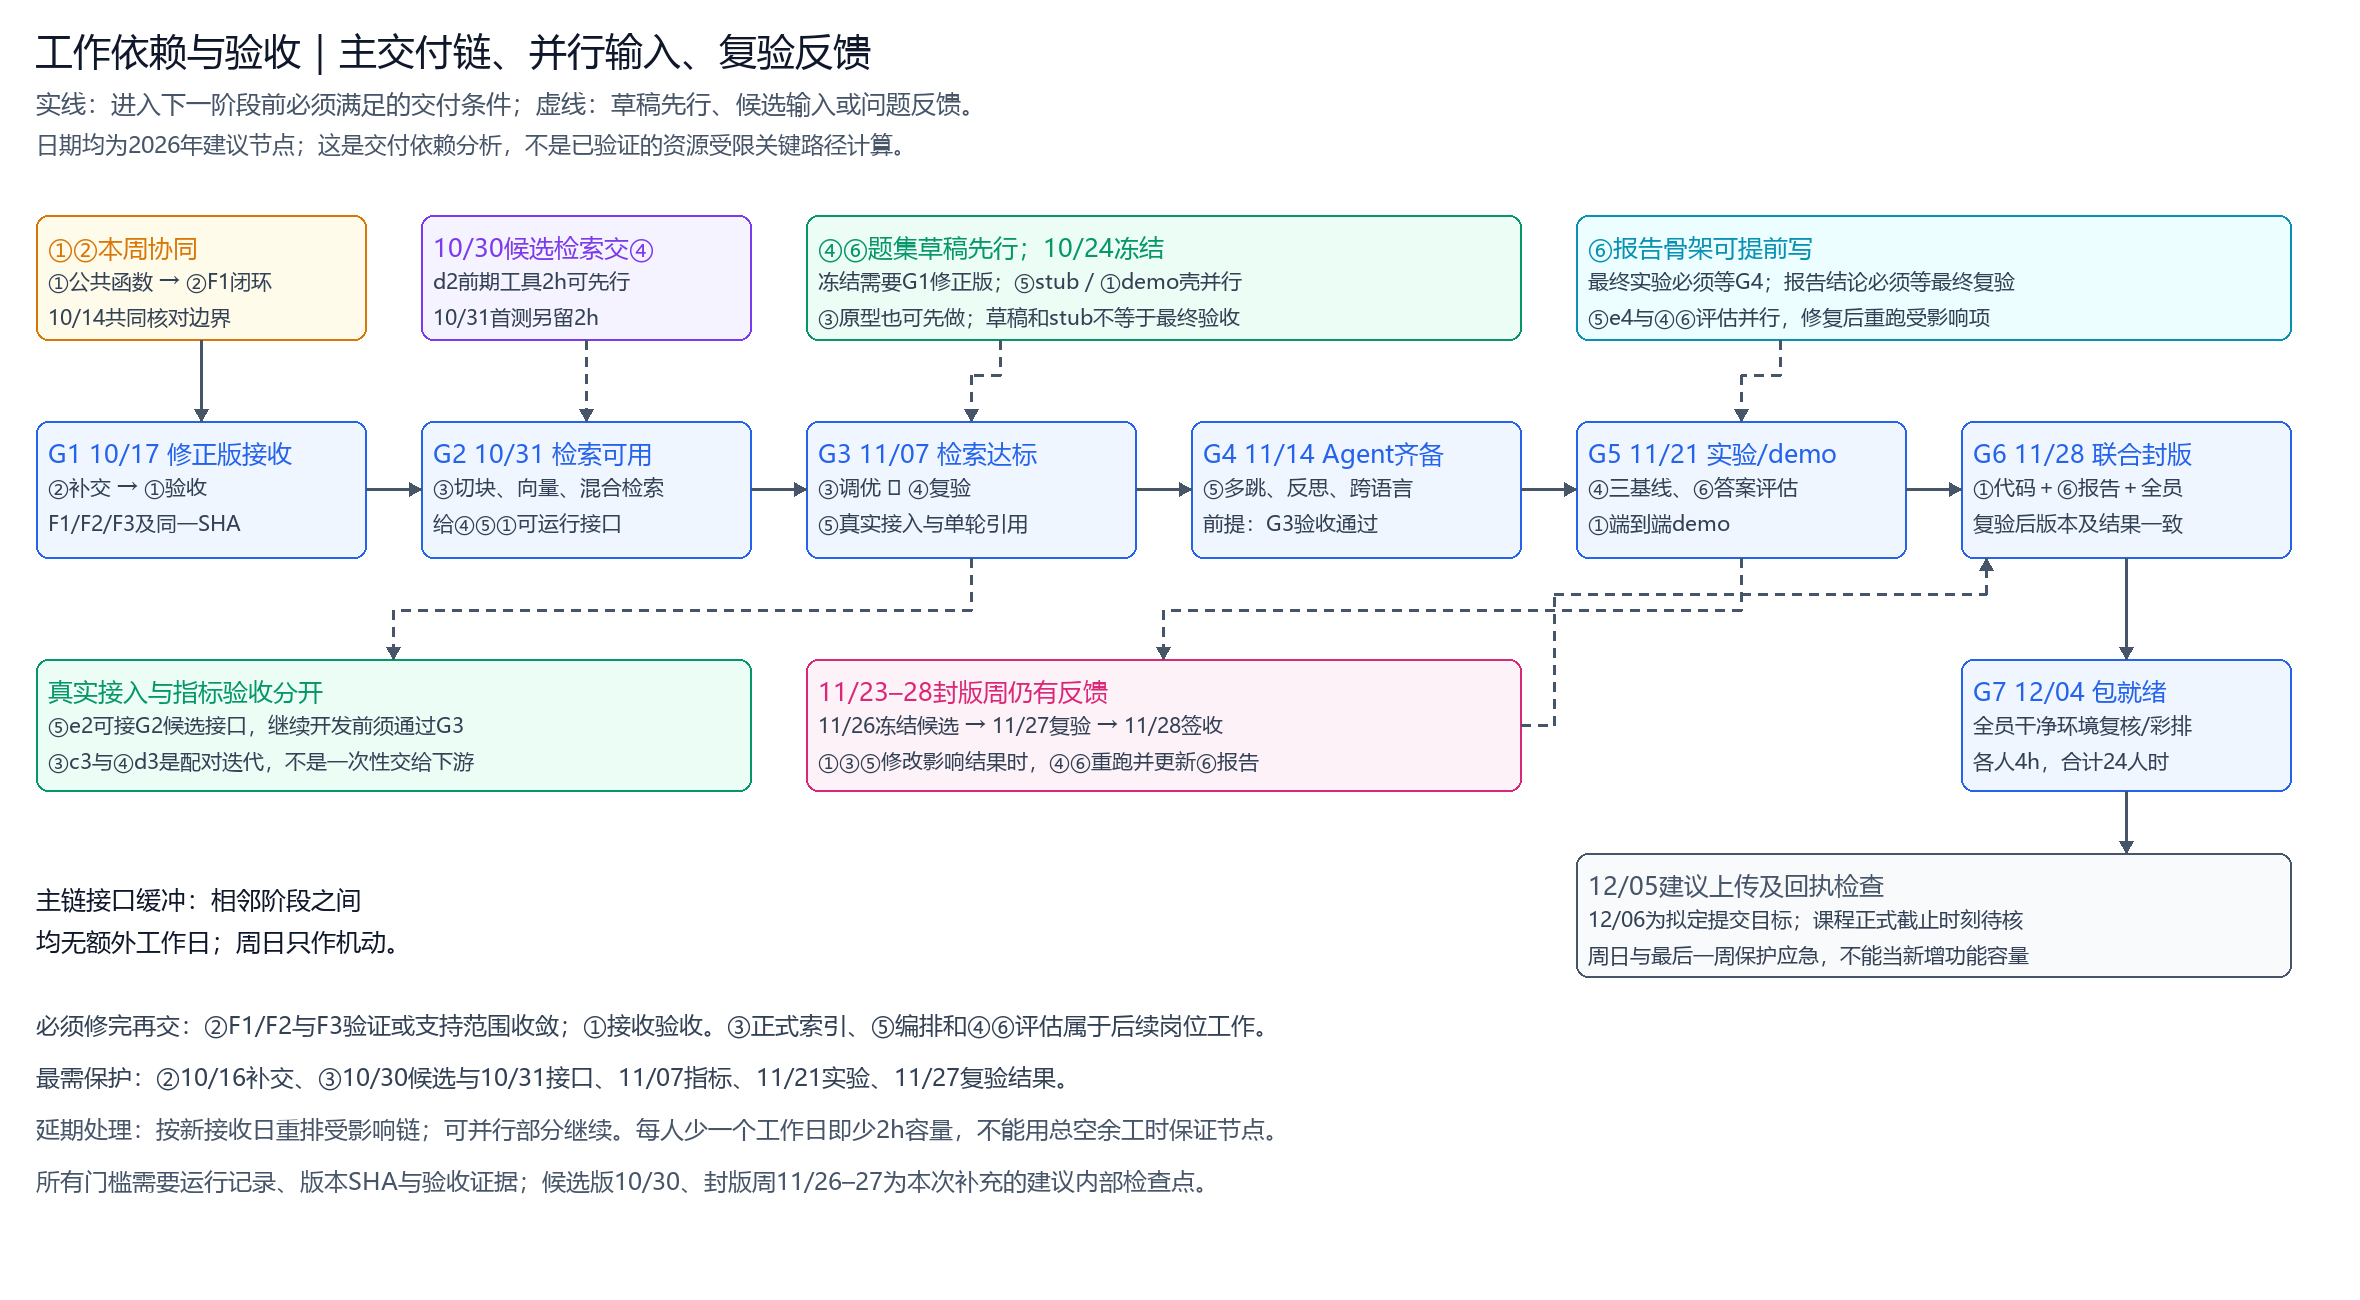 工作依赖与验收｜主交付链、并行输入、复验反馈
实线：进入下一阶段前必须满足的交付条件；虚线：草稿先行、候选输入或问题反馈。
日期均为2026年建议节点；这是交付依赖分析，不是已验证的资源受限关键路径计算。
①②本周协同
①公共函数 → ②F1闭环
10/14共同核对边界
10/30候选检索交④
d2前期工具2h可先行
10/31首测另留2h
④⑥题集草稿先行；10/24冻结
冻结需要G1修正版；⑤stub / ①demo壳并行
③原型也可先做；草稿和stub不等于最终验收
⑥报告骨架可提前写
最终实验必须等G4；报告结论必须等最终复验
⑤e4与④⑥评估并行，修复后重跑受影响项
G1 10/17 修正版接收
②补交 → ①验收
F1/F2/F3及同一SHA
G2 10/31 检索可用
③切块、向量、混合检索
给④⑤①可运行接口
G3 11/07 检索达标
③调优 □ ④复验
⑤真实接入与单轮引用
G4 11/14 Agent齐备
⑤多跳、反思、跨语言
前提：G3验收通过
G5 11/21 实验/demo
④三基线、⑥答案评估
①端到端demo
G6 11/28 联合封版
①代码＋⑥报告＋全员
复验后版本及结果一致
真实接入与指标验收分开
⑤e2可接G2候选接口，继续开发前须通过G3
③c3与④d3是配对迭代，不是一次性交给下游
11/23–28封版周仍有反馈
11/26冻结候选 → 11/27复验 → 11/28签收
①③⑤修改影响结果时，④⑥重跑并更新⑥报告
G7 12/04 包就绪
全员干净环境复核/彩排
各人4h，合计24人时
12/05建议上传及回执检查
12/06为拟定提交目标；课程正式截止时刻待核
周日与最后一周保护应急，不能当新增功能容量
主链接口缓冲：相邻阶段之间
均无额外工作日；周日只作机动。
必须修完再交：②F1/F2与F3验证或支持范围收敛；①接收验收。③正式索引、⑤编排和④⑥评估属于后续岗位工作。
最需保护：②10/16补交、③10/30候选与10/31接口、11/07指标、11/21实验、11/27复验结果。
延期处理：按新接收日重排受影响链；可并行部分继续。每人少一个工作日即少2h容量，不能用总空余工时保证节点。
所有门槛需要运行记录、版本SHA与验收证据；候选版10/30、封版周11/26–27为本次补充的建议内部检查点。